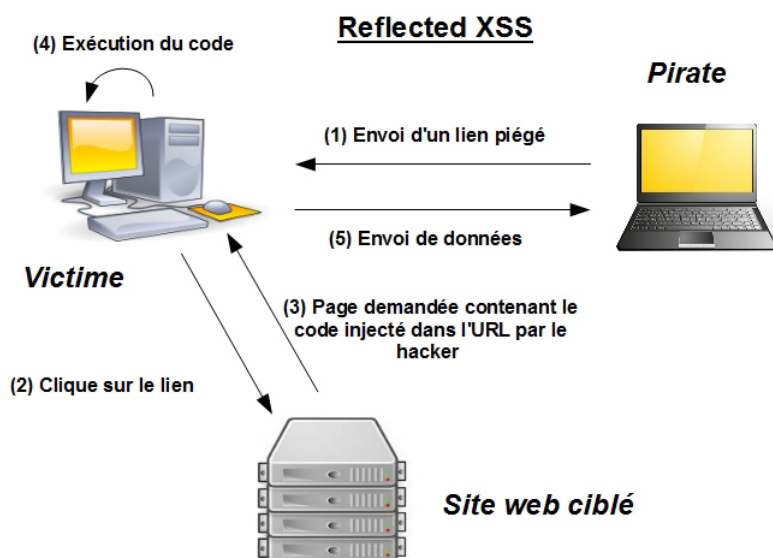 Reflected XSS
(4) Exécution du code
Pirate
(1) Envoi d'un lien piégé
(5) Envoi de données
Victime
(3) Page demandée contenant le
code injecté dans l'URL par le
hacker
(2) Clique sur le lien
Site web ciblé